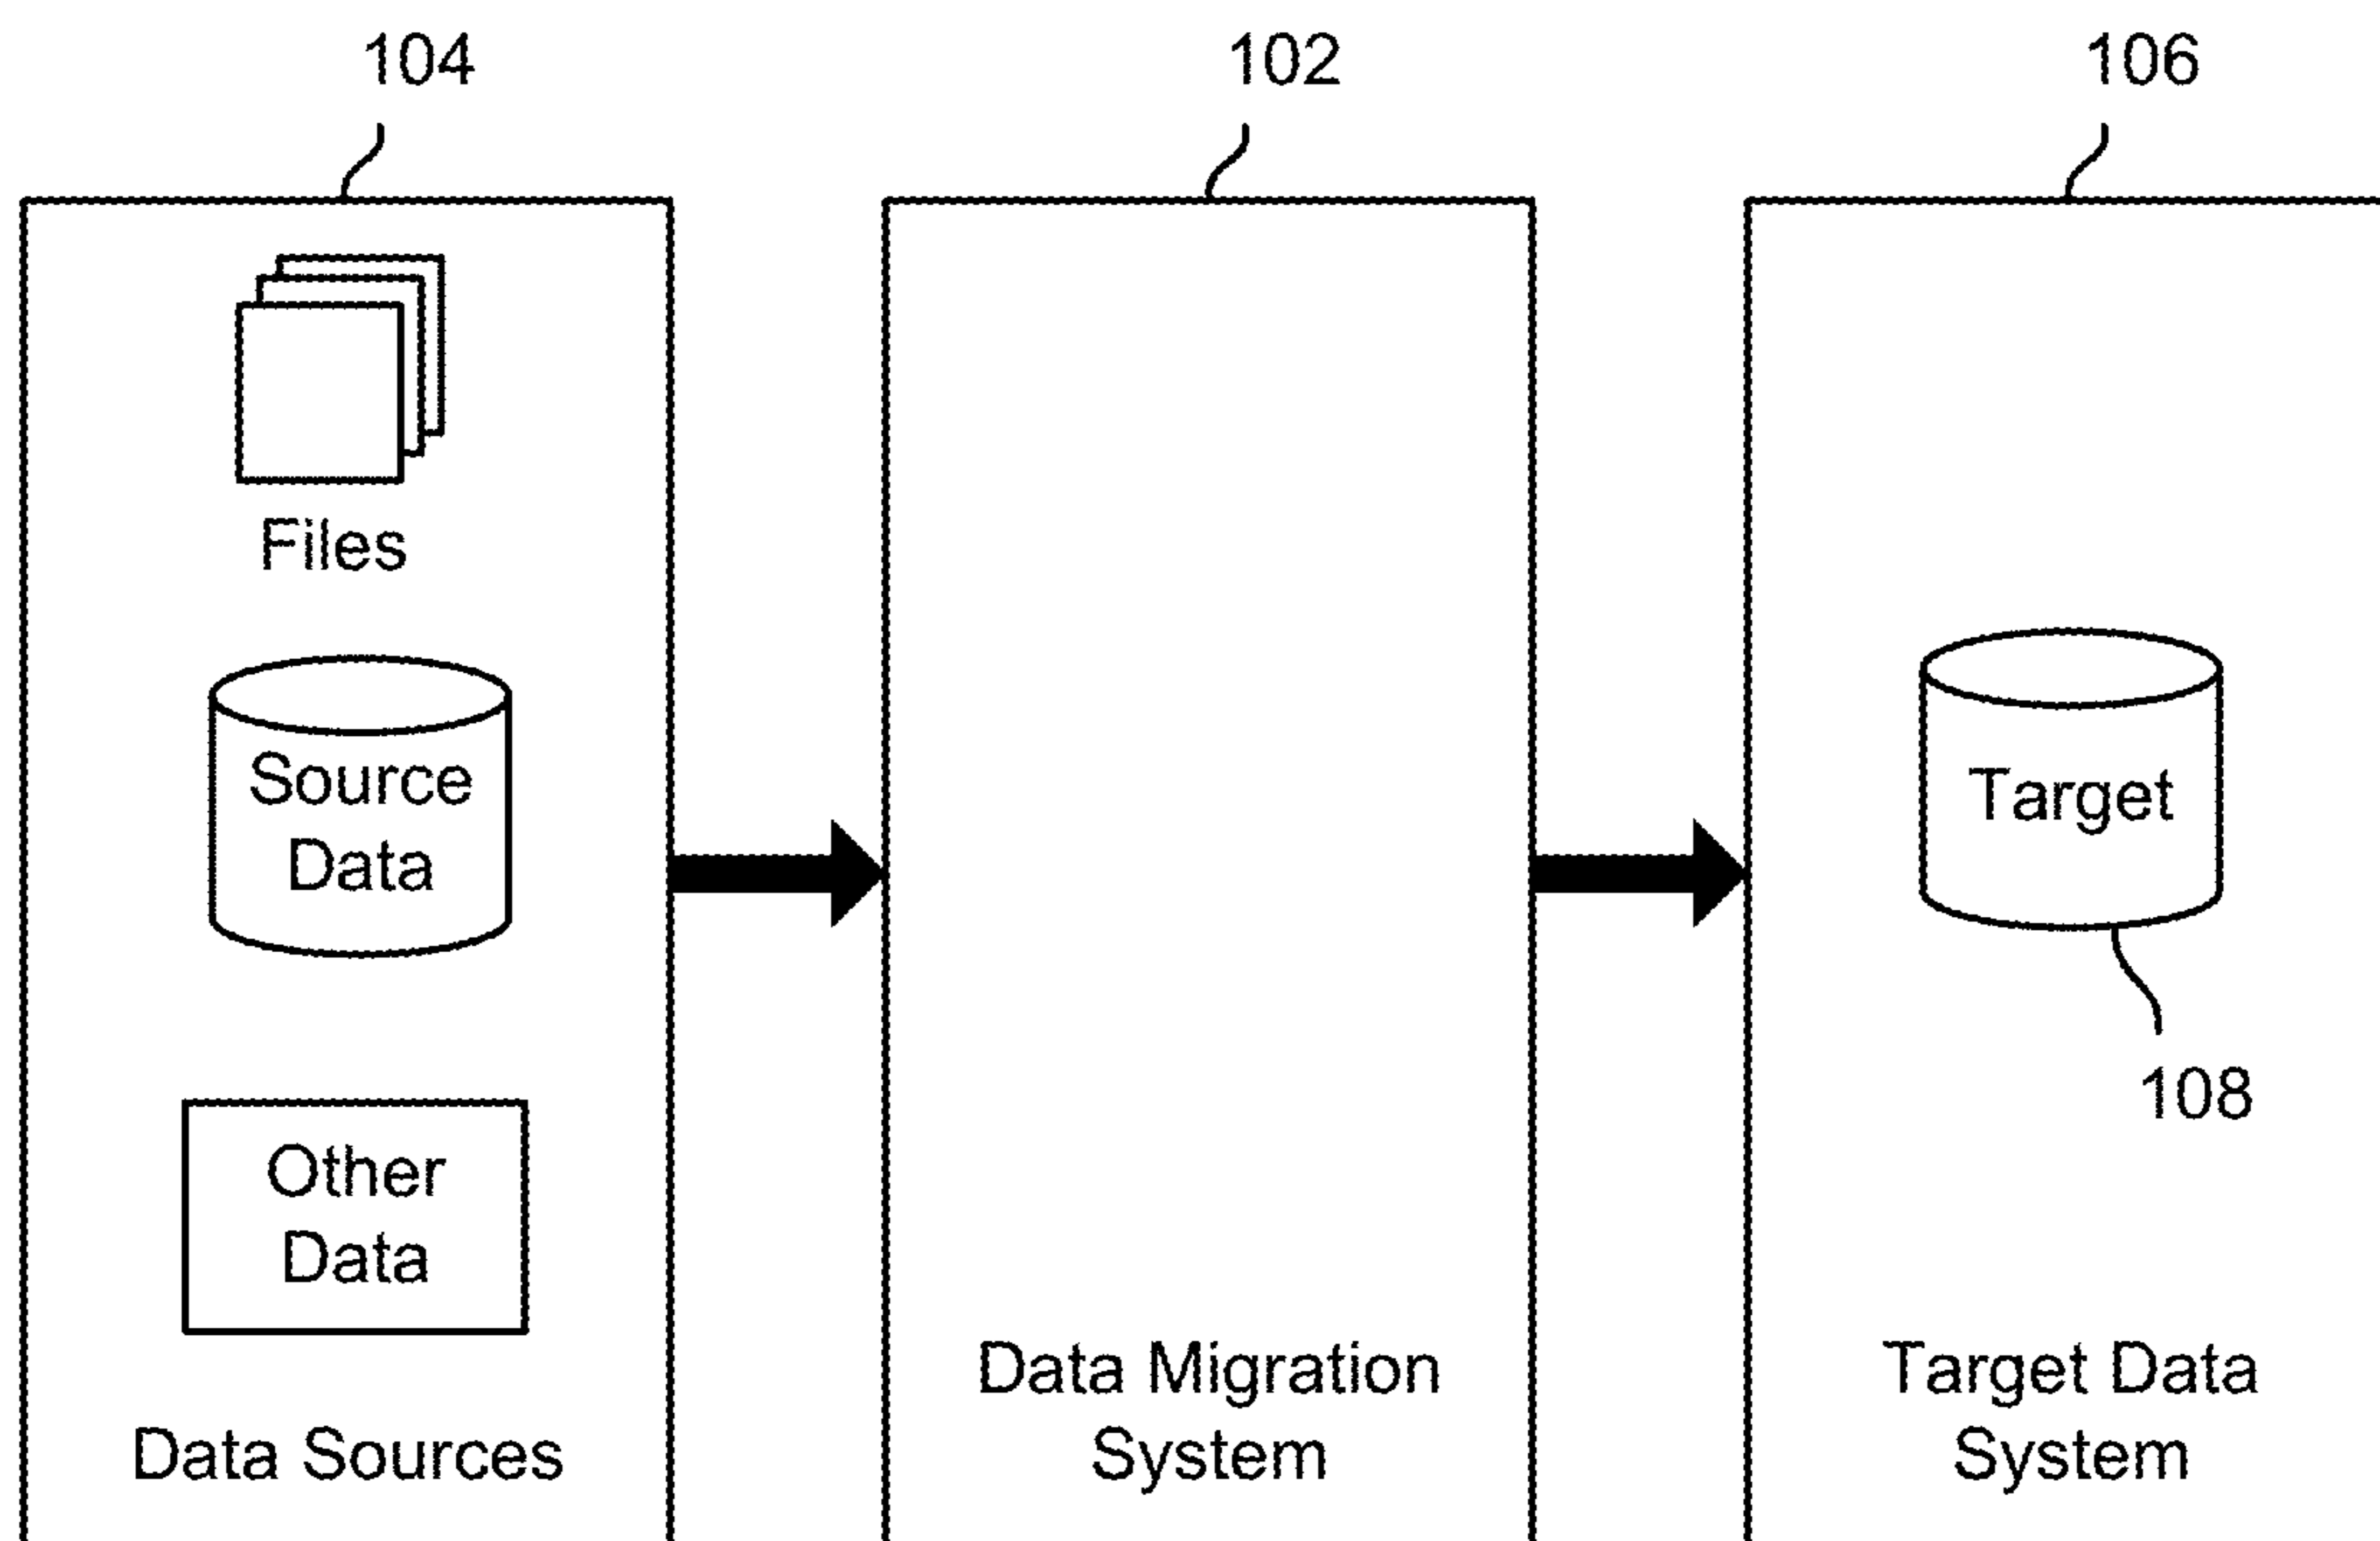 104
102
106
Files
Source
Data
Other
Data
Data Sources
Data Migration
System
Target
108
Target Data
System